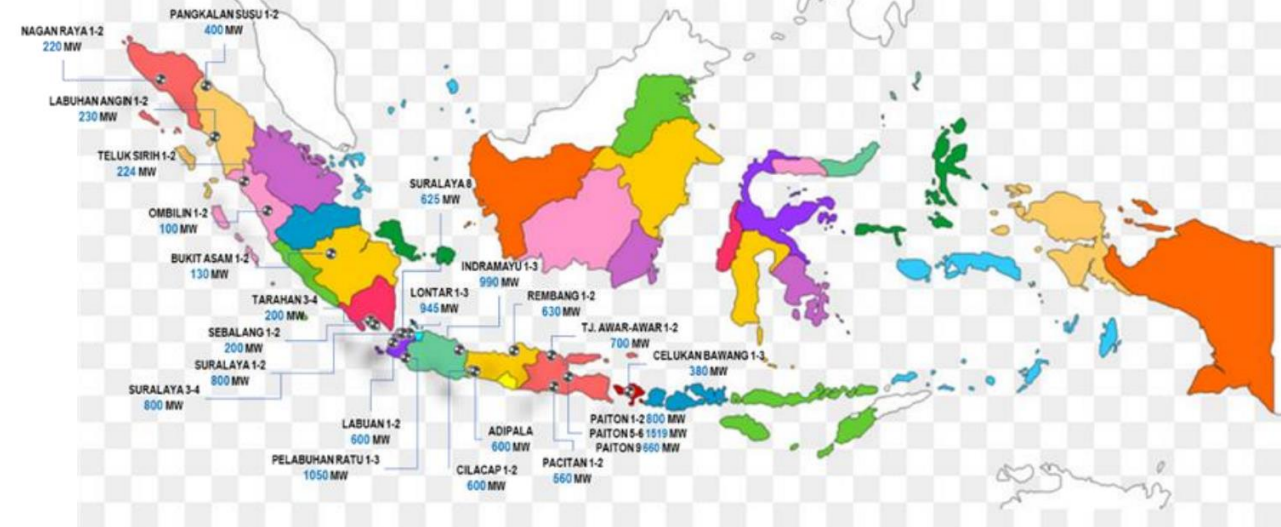 PANGKALAN SUSU 1-2
400 MW
NAGAN RAYA 1-2
220 MW
LABUHAN ANGIN 1-2
230 MW
TELUK SIRIH 1-2
224 MW
SURALAYA 8
625 MW
OMBILIN 1-2
100 MW
BUKIT ASAM 1-2
130 MW
INDRAMAYU 1-3
990 MW
LONTAR 1-3
945 MW
REMBANG 1-2
630 MW
TARAHAN 3-4
200 MW
TJ. AWAR-AWAR 1-2
700 MW
SEBALANG 1-2
200 MW
CELUKAN BAWANG 1-3
380 MW
SURALAYA 1-2
800 MW
SURALAYA 3-4
800 MW
LABUAN 1-2
600 MW
ADIPALA
600 MW
PAITON 1-2 800 MW
PAITON 5-6 1519 MW
PAITON 9 660 MW
PELABUHAN RATU 1-3
1050 MW
CILACAP 1-2
600 MW
PACITAN 1-2
560 MW